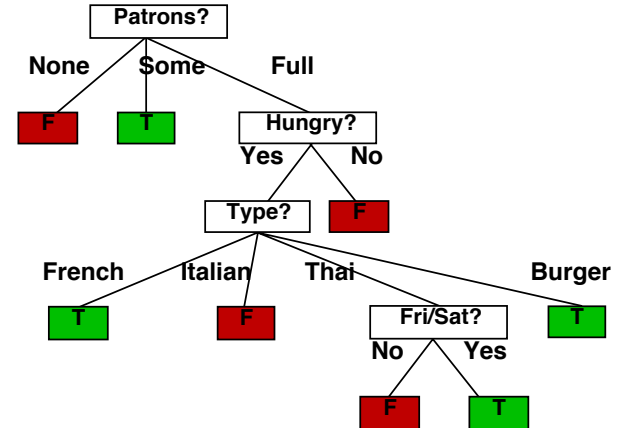 Patrons?
None Some Full
F T Hungry?
Yes No
Type? F
French Italian Thai Burger
T F Fri/Sat? T
No Yes
F T